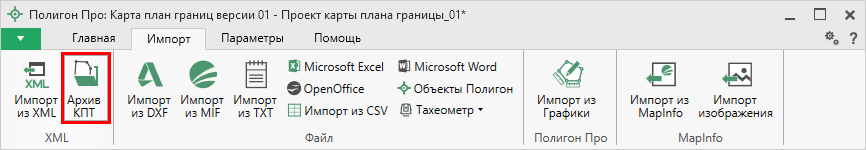 Полигон Про: Карта план границ версии 01 - Проект карты плана границы_01*
Главная Импорт Параметры Помощь
XML
Импорт из XML
Архив КПТ
XML
Импорт из DXF
Импорт из MIF
Импорт из TXT
Microsoft Excel
OpenOffice
Импорт из CSV
Microsoft Word
Объекты Полигон
Тахеометр
Файл
Импорт из Графики
Полигон Про
Импорт из MapInfo
Импорт изображения
MapInfo